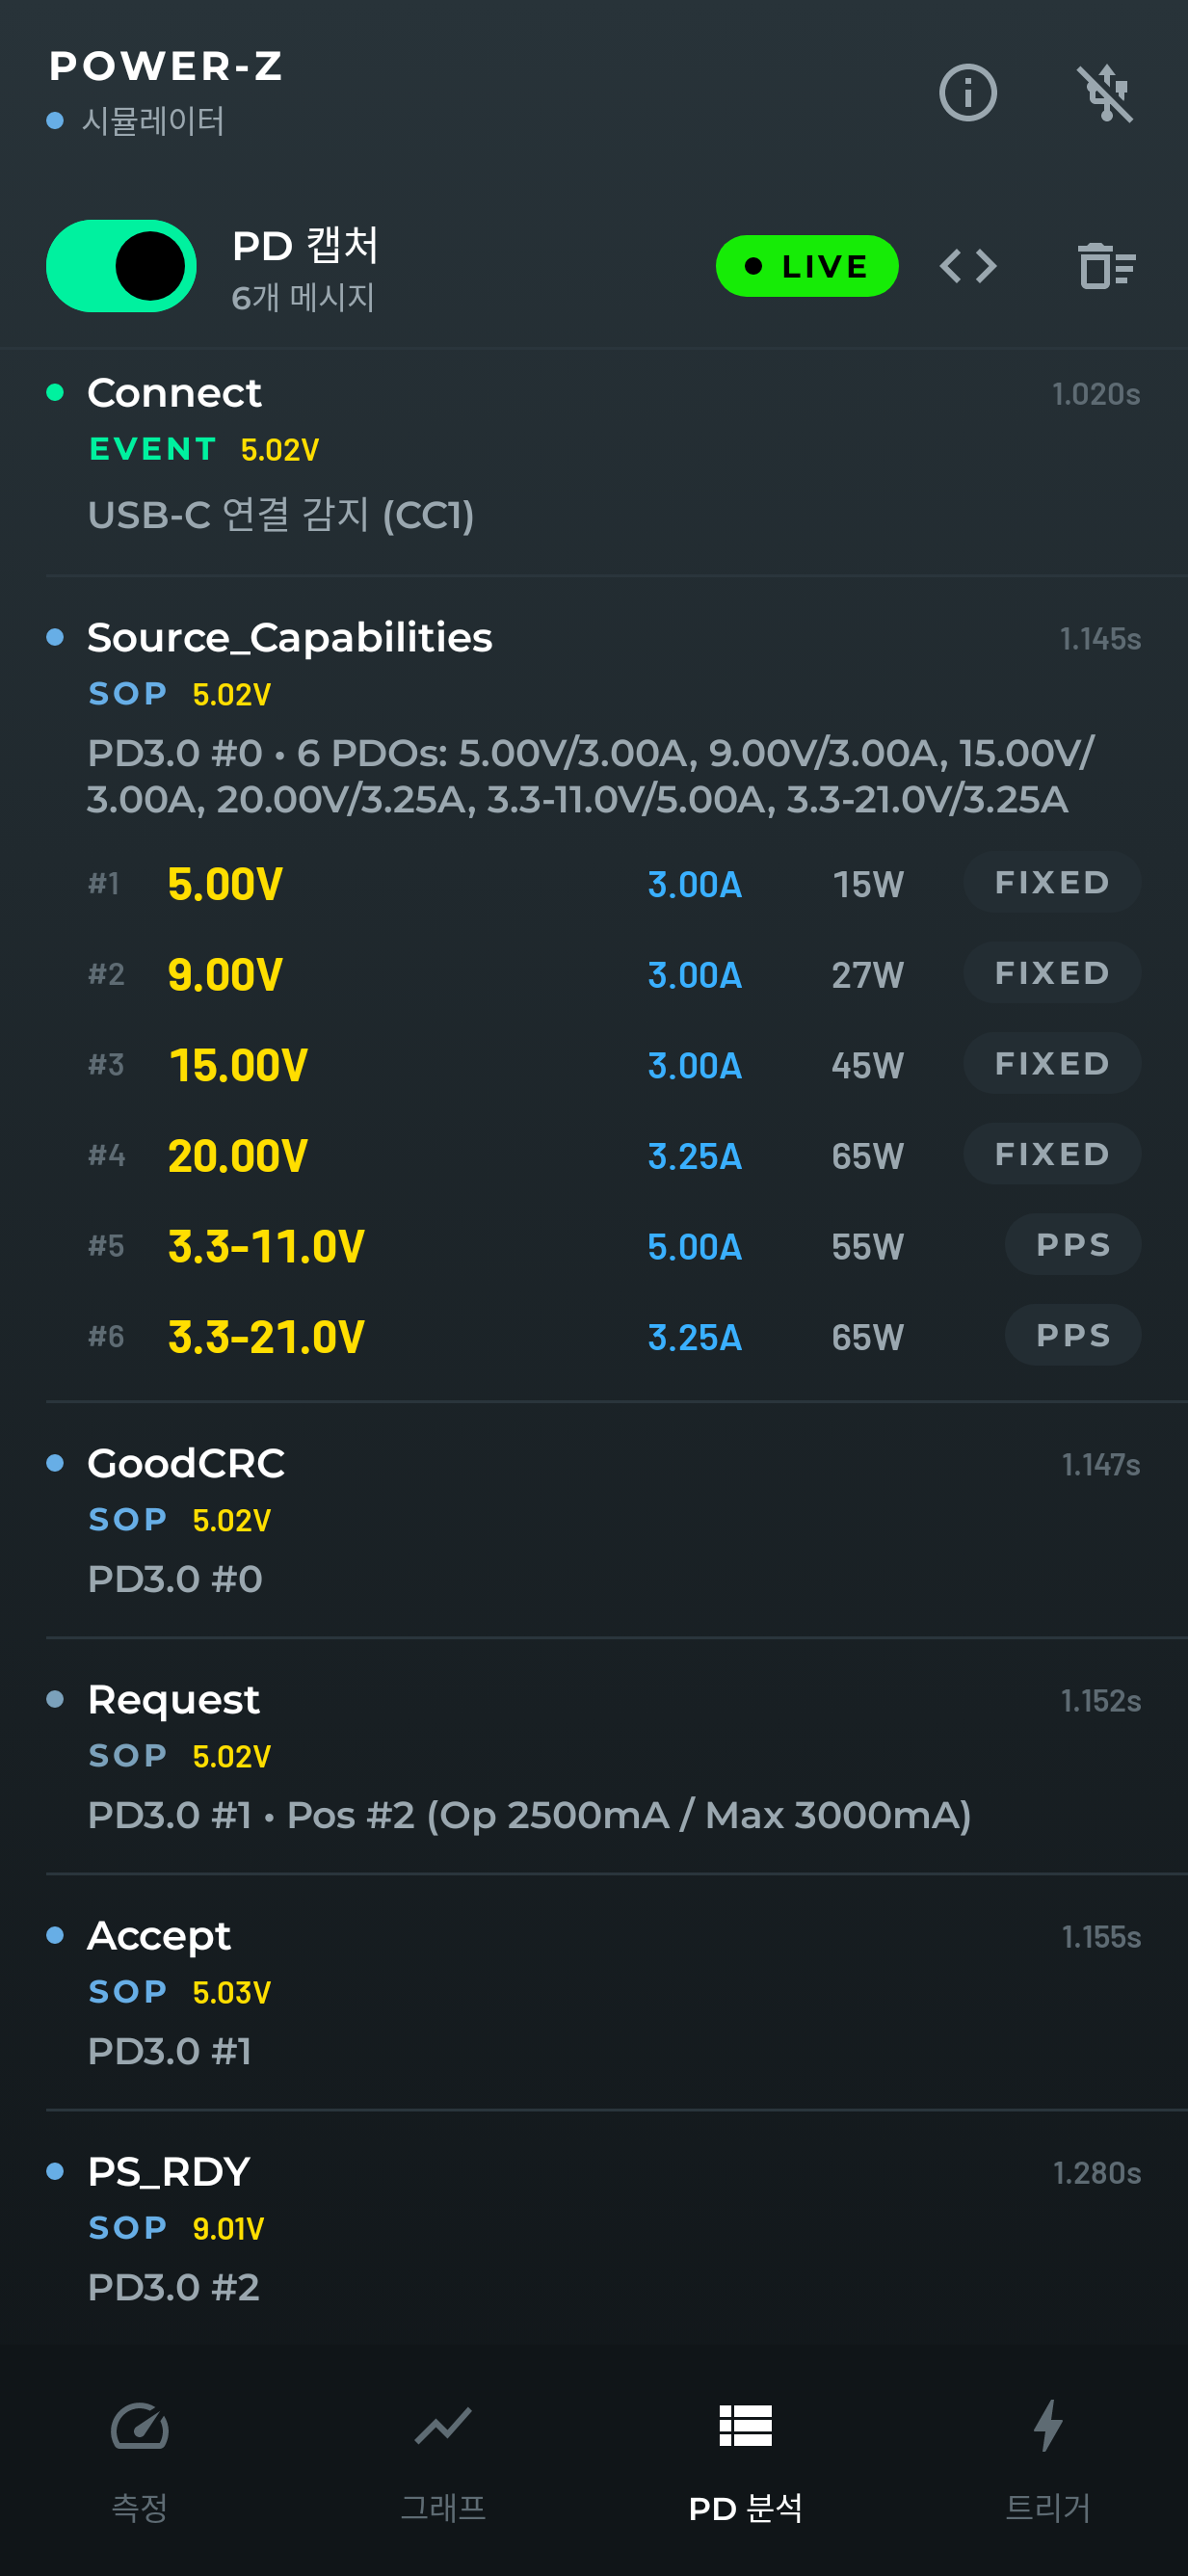 POWER-Z
시뮬레이터
PD 캡처
6개 메시지
LIVE
Connect 1.020s
EVENT 5.02V
USB-C 연결 감지 (CC1)
Source_Capabilities 1.145s
SOP 5.02V
PD3.0 #0 • 6 PDOs: 5.00V/3.00A, 9.00V/3.00A, 15.00V/
3.00A, 20.00V/3.25A, 3.3-11.0V/5.00A, 3.3-21.0V/3.25A
#1 5.00V 3.00A 15W FIXED
#2 9.00V 3.00A 27W FIXED
#3 15.00V 3.00A 45W FIXED
#4 20.00V 3.25A 65W FIXED
#5 3.3-11.0V 5.00A 55W PPS
#6 3.3-21.0V 3.25A 65W PPS
GoodCRC 1.147s
SOP 5.02V
PD3.0 #0
Request 1.152s
SOP 5.02V
PD3.0 #1 • Pos #2 (Op 2500mA / Max 3000mA)
Accept 1.155s
SOP 5.03V
PD3.0 #1
PS_RDY 1.280s
SOP 9.01V
PD3.0 #2
측정 그래프 PD 분석 트리거